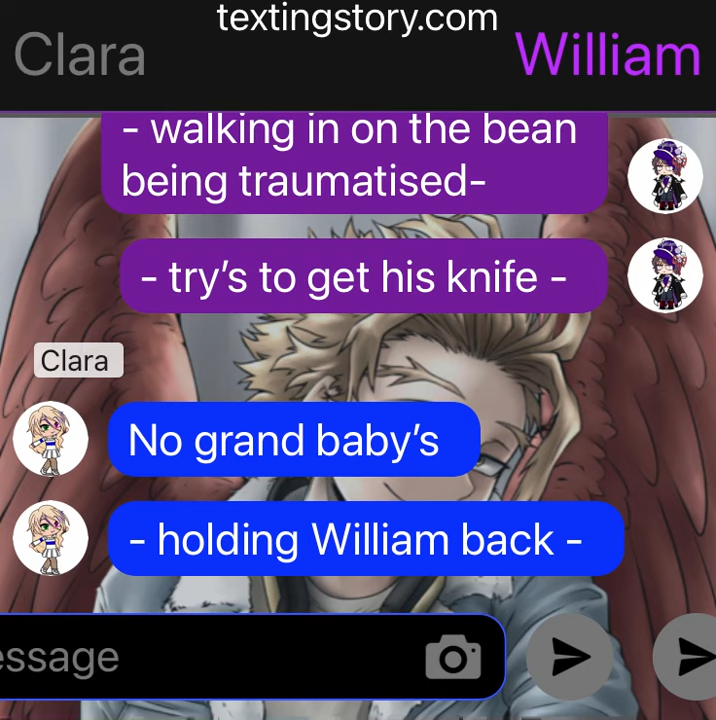 textingstory.com
Clara
William
- walking in on the bean
being traumatised-
- try’s to get his knife -
Clara
No grand baby’s
- holding William back -
essage